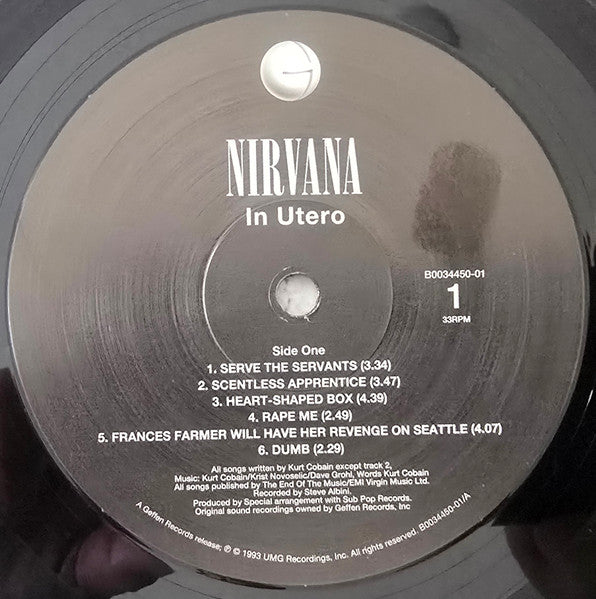 NIRVANA
In Utero
B0034450-01
1
33RPM
Side One
1. SERVE THE SERVANTS (3.34)
2. SCENTLESS APPRENTICE (3.47)
3. HEART-SHAPED BOX (4.39)
4. RAPE ME (2.49)
5. FRANCES FARMER WILL HAVE HER REVENGE ON SEATTLE (4.07)
6. DUMB (2.29)
All songs written by Kurt Cobain except track 2,
Music: Kurt Cobain/Krist Novoselic/Dave Grohl, Words Kurt Cobain
All songs published by The End Of The Music/EMI Virgin Music Ltd.
Recorded by Steve Albini.
Produced by Special arrangement with Sub Pop Records.
Original sound recordings owned by Geffen Records, Inc
A Geffen Records release; ℗ © 1993 UMG Recordings, Inc. All rights reserved. B0034450-01/A